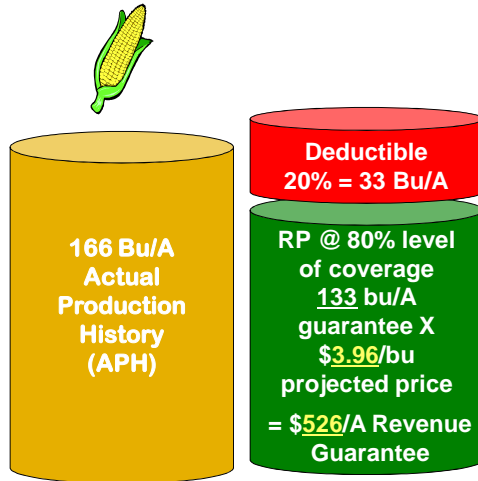 166 Bu/A
Actual
Production
History
(APH)
Deductible
20% = 33 Bu/A
RP @ 80% level
of coverage
133 bu/A
guarantee X
$3.96/bu
projected price
= $526/A Revenue
Guarantee